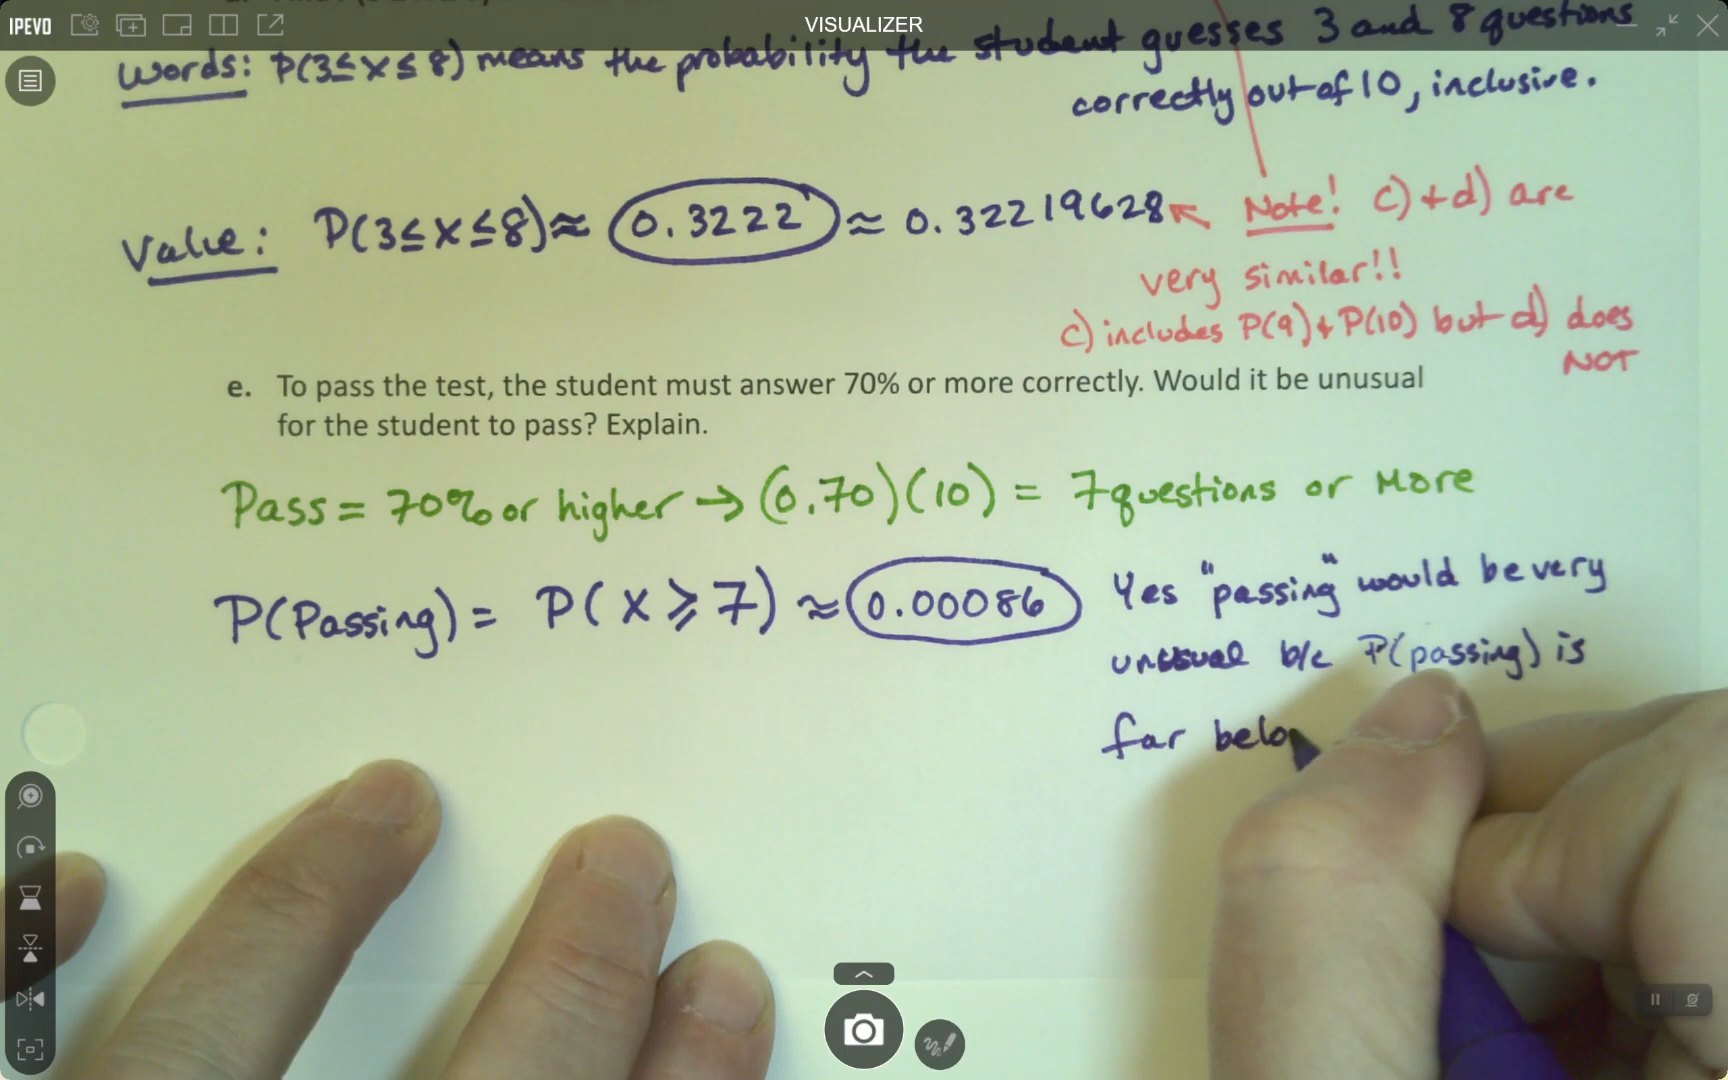 IPEVO
VISUALIZER
Words: P(3≤x≤8) means the probability the student guesses 3 and 8 questions
correctly out of 10, inclusive.
Value: P(3≤x≤8)≈ 0.3222 ≈ 0.32219628
Note! c)+d) are
very similar!!
c) includes P(9)+P(10) but d) does
NOT
e. To pass the test, the student must answer 70% or more correctly. Would it be unusual
for the student to pass? Explain.
Pass = 70% or higher → (0.70)(10) = 7 questions or More
P(Passing) = P(x ≥ 7) ≈ 0.00086
Yes "passing" would be very
unusual b/c P(passing) is
far belo